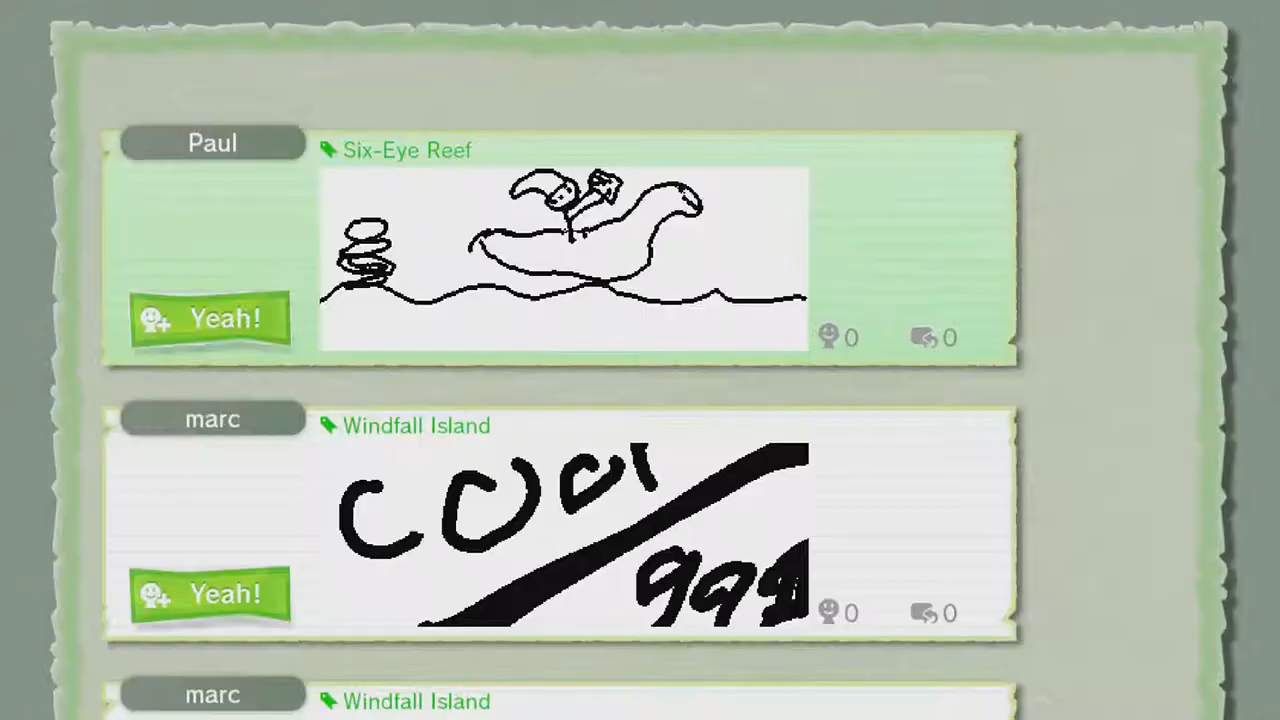 Paul
Six-Eye Reef
Yeah!
0
0
marc
Windfall Island
cool
999
Yeah!
0
0
marc
Windfall Island